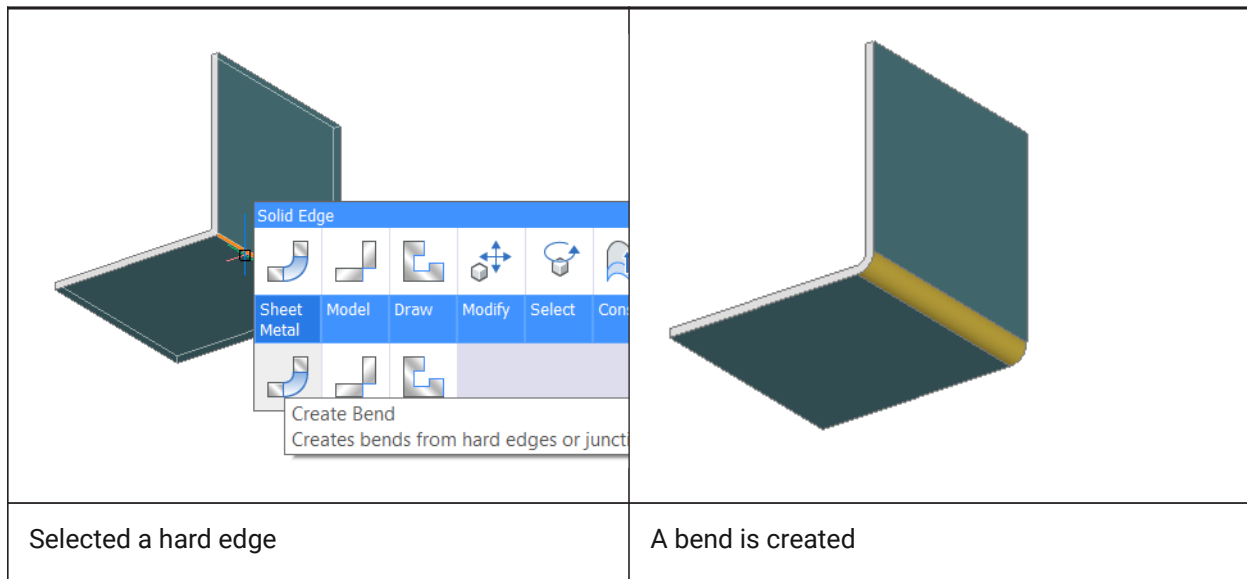 Solid Edge
Sheet Metal Model Draw Modify Select Con
Create Bend
Creates bends from hard edges or juncti
Selected a hard edge
A bend is created